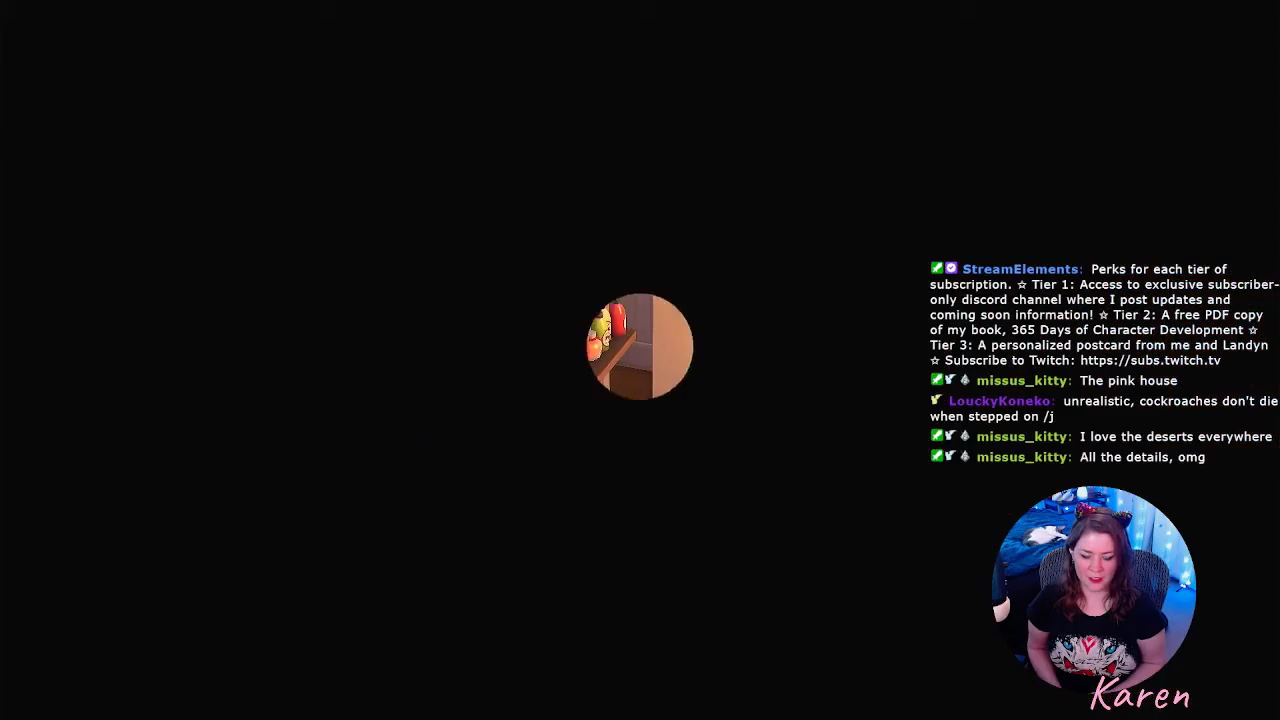 StreamElements: Perks for each tier of
subscription. ☆ Tier 1: Access to exclusive subscriber-
only discord channel where I post updates and
coming soon information! ☆ Tier 2: A free PDF copy
of my book, 365 Days of Character Development ☆
Tier 3: A personalized postcard from me and Landyn
☆ Subscribe to Twitch: https://subs.twitch.tv
missus_kitty: The pink house
LouckyKoneko: unrealistic, cockroaches don't die
when stepped on /j
missus_kitty: I love the deserts everywhere
missus_kitty: All the details, omg
Karen